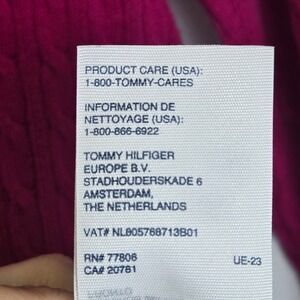 PRODUCT CARE (USA):
1-800-TOMMY-CARES
INFORMATION DE
NETTOYAGE (USA):
1-800-866-6922
TOMMY HILFIGER
EUROPE B.V.
STADHOUDERSKADE 6
AMSTERDAM,
THE NETHERLANDS
VAT# NL805768713B01
RN# 77806 UE-23
CA# 20781